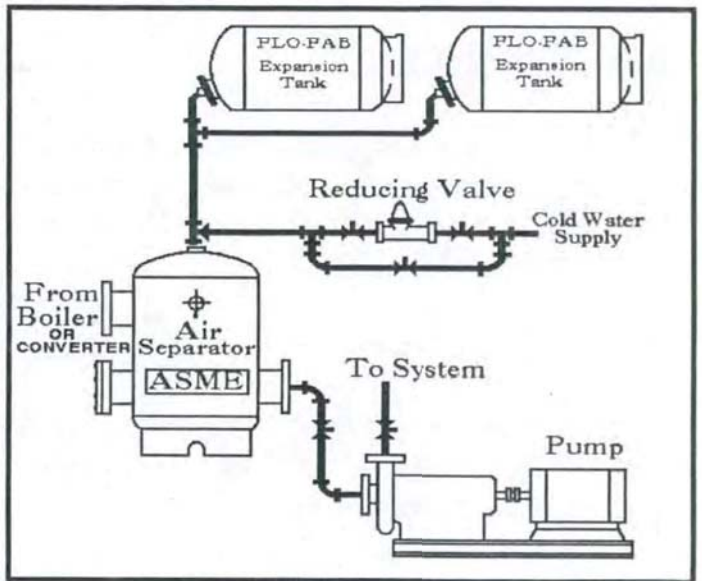 FLO-FAB
Expansion
Tank
FLO-FAB
Expansion
Tank
Reducing Valve
Cold Water
Supply
From
Boiler
OR
CONVERTER
Air
Separator
ASME
To System
Pump